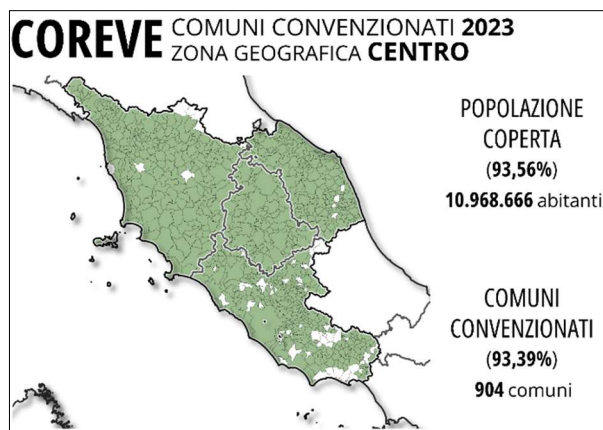 COREVE COMUNI CONVENZIONATI 2023
ZONA GEOGRAFICA CENTRO
POPOLAZIONE
COPERTA
(93,56%)
10.968.666 abitanti
COMUNI
CONVENZIONATI
(93,39%)
904 comuni